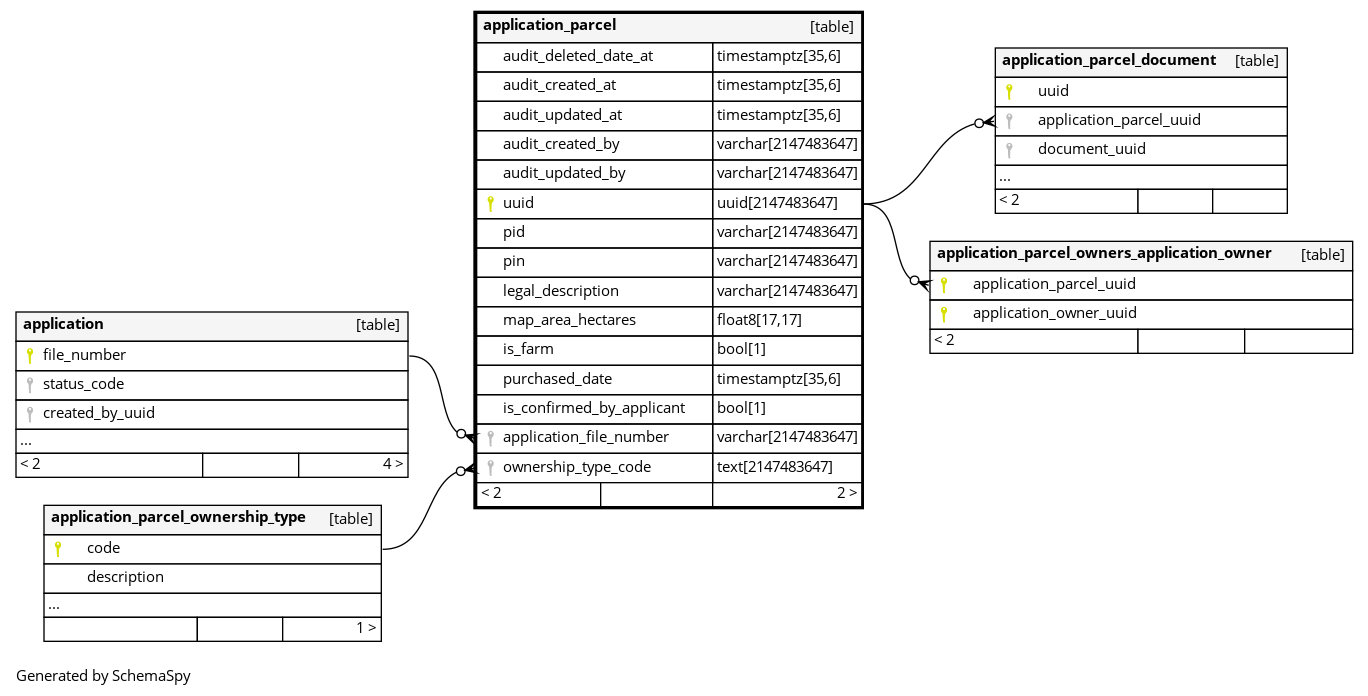 application_parcel [table]
audit_deleted_date_at timestamptz[35,6]
audit_created_at timestamptz[35,6]
audit_updated_at timestamptz[35,6]
audit_created_by varchar[2147483647]
audit_updated_by varchar[2147483647]
uuid uuid[2147483647]
pid varchar[2147483647]
pin varchar[2147483647]
legal_description varchar[2147483647]
map_area_hectares float8[17,17]
is_farm bool[1]
purchased_date timestamptz[35,6]
is_confirmed_by_applicant bool[1]
application_file_number varchar[2147483647]
ownership_type_code text[2147483647]
< 2 2 >
application_parcel_document [table]
uuid
application_parcel_uuid
document_uuid
...
< 2
application_parcel_owners_application_owner [table]
application_parcel_uuid
application_owner_uuid
< 2
application [table]
file_number
status_code
created_by_uuid
...
< 2 4 >
application_parcel_ownership_type [table]
code
description
...
1 >
Generated by SchemaSpy